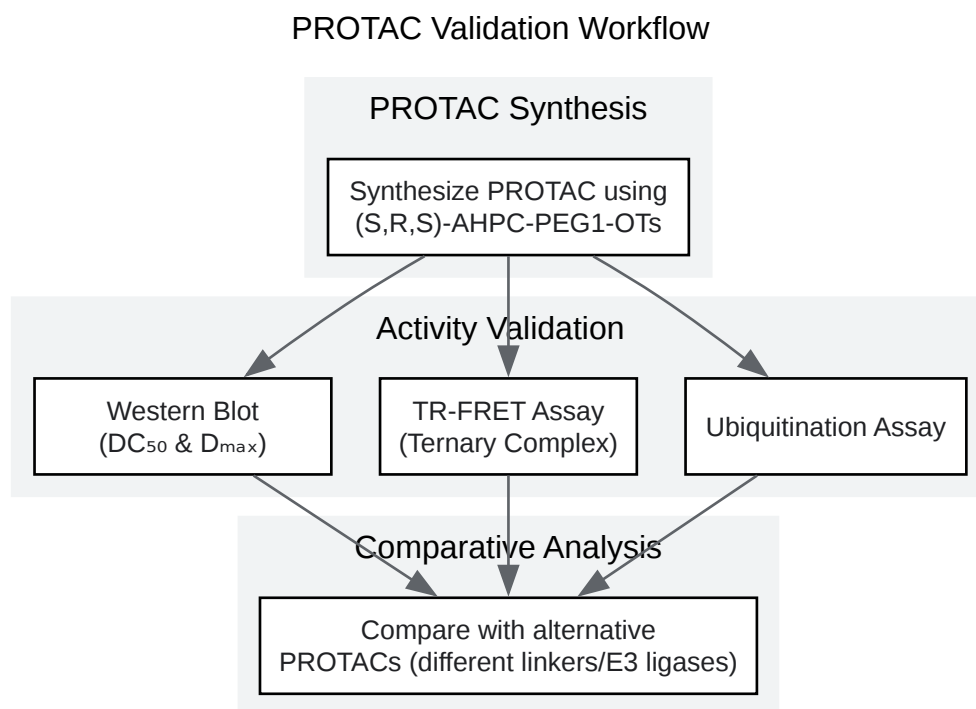 PROTAC Validation Workflow
PROTAC Synthesis
Synthesize PROTAC using
(S,R,S)-AHPC-PEG1-OTs
Activity Validation
Western Blot
(DC₅₀ & Dₘₐₓ)
TR-FRET Assay
(Ternary Complex)
Ubiquitination Assay
Comparative Analysis
Compare with alternative
PROTACs (different linkers/E3 ligases)